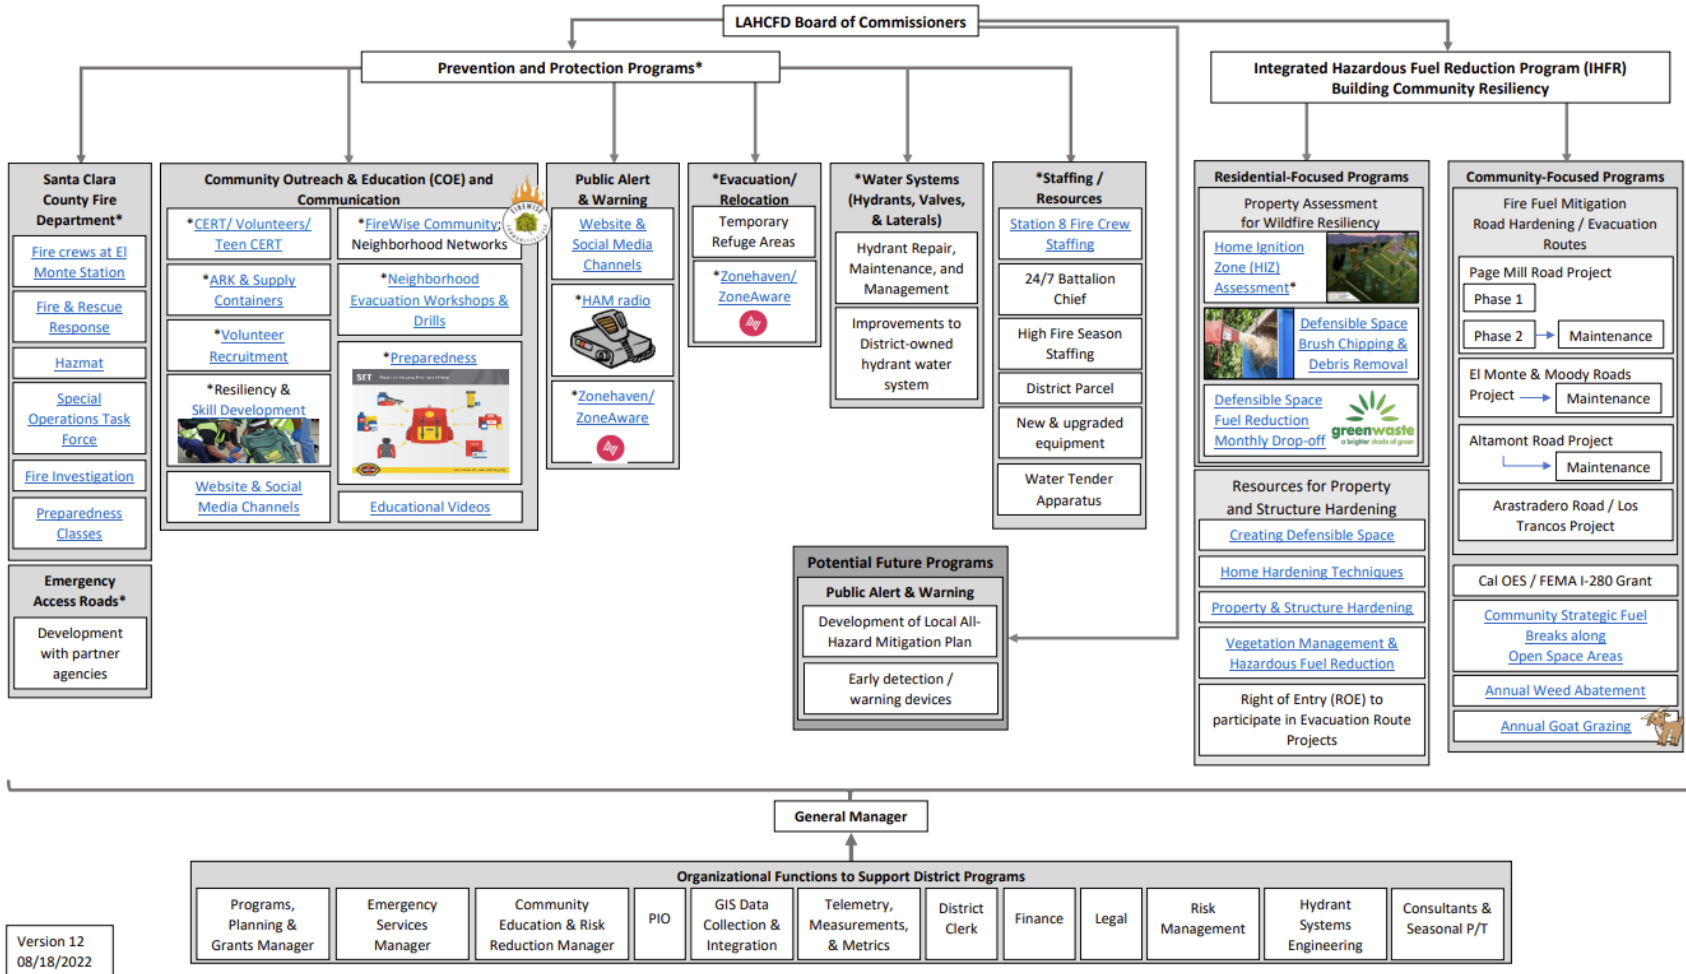 LAHCFD Board of Commissioners
Prevention and Protection Programs*
Integrated Hazardous Fuel Reduction Program (IHFR)
Building Community Resiliency
Santa Clara
County Fire
Department*
Fire crews at El
Monte Station
Fire & Rescue
Response
Hazmat
Special
Operations Task
Force
Fire Investigation
Preparedness
Classes
Emergency
Access Roads*
Development
with partner
agencies
Community Outreach & Education (COE) and
Communication
*CERT/ Volunteers/
Teen CERT
*ARK & Supply
Containers
*Volunteer
Recruitment
*Resiliency &
Skill Development
Website & Social
Media Channels
*FireWise Community;
Neighborhood Networks
FIREWISE
*Neighborhood
Evacuation Workshops &
Drills
*Preparedness
SET
Educational Videos
Public Alert
& Warning
Website &
Social Media
Channels
*HAM radio
*Zonehaven/
ZoneAware
*Evacuation/
Relocation
Temporary
Refuge Areas
*Zonehaven/
ZoneAware
*Water Systems
(Hydrants, Valves,
& Laterals)
Hydrant Repair,
Maintenance, and
Management
Improvements to
District-owned
hydrant water
system
*Staffing /
Resources
Station 8 Fire Crew
Staffing
24/7 Battalion
Chief
High Fire Season
Staffing
District Parcel
New & upgraded
equipment
Water Tender
Apparatus
Potential Future Programs
Public Alert & Warning
Development of Local All-
Hazard Mitigation Plan
Early detection /
warning devices
Residential-Focused Programs
Property Assessment
for Wildfire Resiliency
Home Ignition
Zone (HIZ)
Assessment*
Defensible Space
Brush Chipping &
Debris Removal
Defensible Space
Fuel Reduction
Monthly Drop-off
greenwaste
a brighter shade of green
Resources for Property
and Structure Hardening
Creating Defensible Space
Home Hardening Techniques
Property & Structure Hardening
Vegetation Management &
Hazardous Fuel Reduction
Right of Entry (ROE) to
participate in Evacuation Route
Projects
Community-Focused Programs
Fire Fuel Mitigation
Road Hardening / Evacuation
Routes
Page Mill Road Project
Phase 1
Phase 2
Maintenance
El Monte & Moody Roads
Project
Maintenance
Altamont Road Project
Maintenance
Arastradero Road / Los
Trancos Project
Cal OES / FEMA I-280 Grant
Community Strategic Fuel
Breaks along
Open Space Areas
Annual Weed Abatement
Annual Goat Grazing
General Manager
Organizational Functions to Support District Programs
Programs,
Planning &
Grants Manager
Emergency
Services
Manager
Community
Education & Risk
Reduction Manager
PIO
GIS Data
Collection &
Integration
Telemetry,
Measurements,
& Metrics
District
Clerk
Finance
Legal
Risk
Management
Hydrant
Systems
Engineering
Consultants &
Seasonal P/T
Version 12
08/18/2022